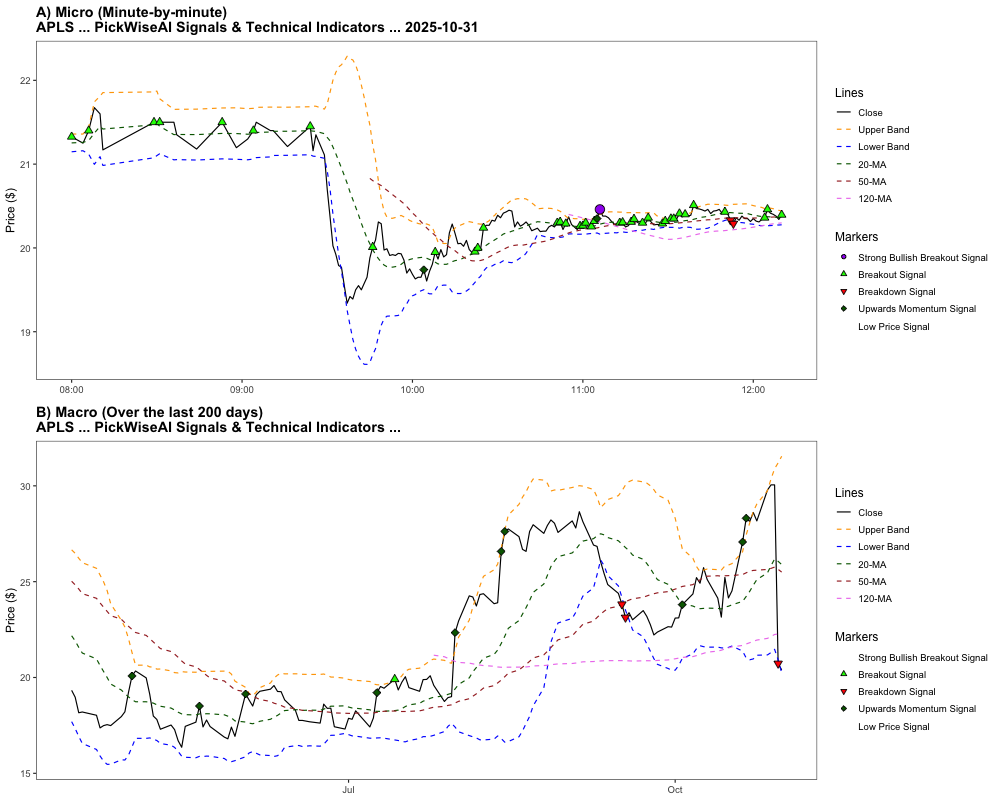 A) Micro (Minute-by-minute)
APLS ... PickWiseAI Signals & Technical Indicators ... 2025-10-31
Price ($)
22
21
20
19
08:00
09:00
10:00
11:00
12:00
Lines
Close
Upper Band
Lower Band
20-MA
50-MA
120-MA
Markers
Strong Bullish Breakout Signal
Breakout Signal
Breakdown Signal
Upwards Momentum Signal
Low Price Signal
B) Macro (Over the last 200 days)
APLS ... PickWiseAI Signals & Technical Indicators ...
Price ($)
30
25
20
15
Jul
Oct
Lines
Close
Upper Band
Lower Band
20-MA
50-MA
120-MA
Markers
Strong Bullish Breakout Signal
Breakout Signal
Breakdown Signal
Upwards Momentum Signal
Low Price Signal